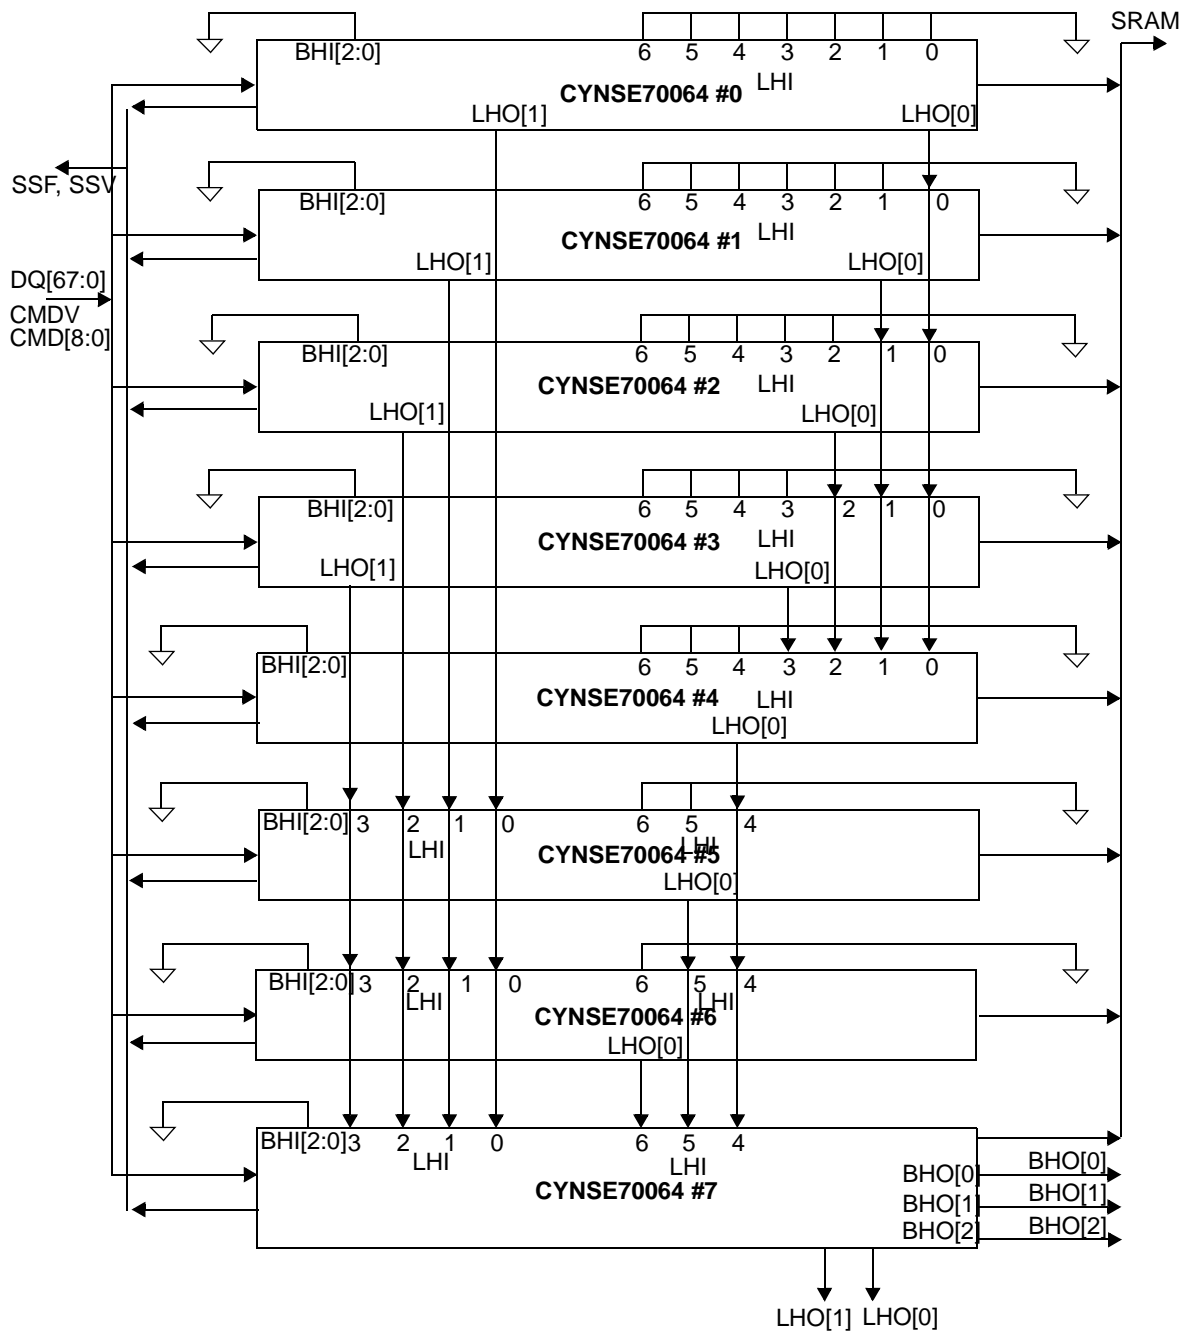 SRAM
BHI[2:0] 6 5 4 3 2 1 0
LHI
CYNSE70064 #0
LHO[1] LHO[0]
SSF, SSV
BHI[2:0] 6 5 4 3 2 1 0
LHI
CYNSE70064 #1
LHO[1] LHO[0]
DQ[67:0]
CMDV
CMD[8:0]
BHI[2:0] 6 5 4 3 2 1 0
LHI
CYNSE70064 #2
LHO[1] LHO[0]
BHI[2:0] 6 5 4 3 2 1 0
LHI
CYNSE70064 #3
LHO[1] LHO[0]
BHI[2:0] 6 5 4 3 2 1 0
CYNSE70064 #4 LHI
LHO[0]
BHI[2:0] 3 2 1 0 6 5 4
LHI LHI
CYNSE70064 #5
LHO[0]
BHI[2:0] 3 2 1 0 6 5 4
LHI LHI
CYNSE70064 #6
LHO[0]
BHI[2:0] 3 2 1 0 6 5 4
LHI LHI
CYNSE70064 #7
BHO[0] BHO[0]
BHO[1] BHO[1]
BHO[2] BHO[2]
LHO[1] LHO[0]